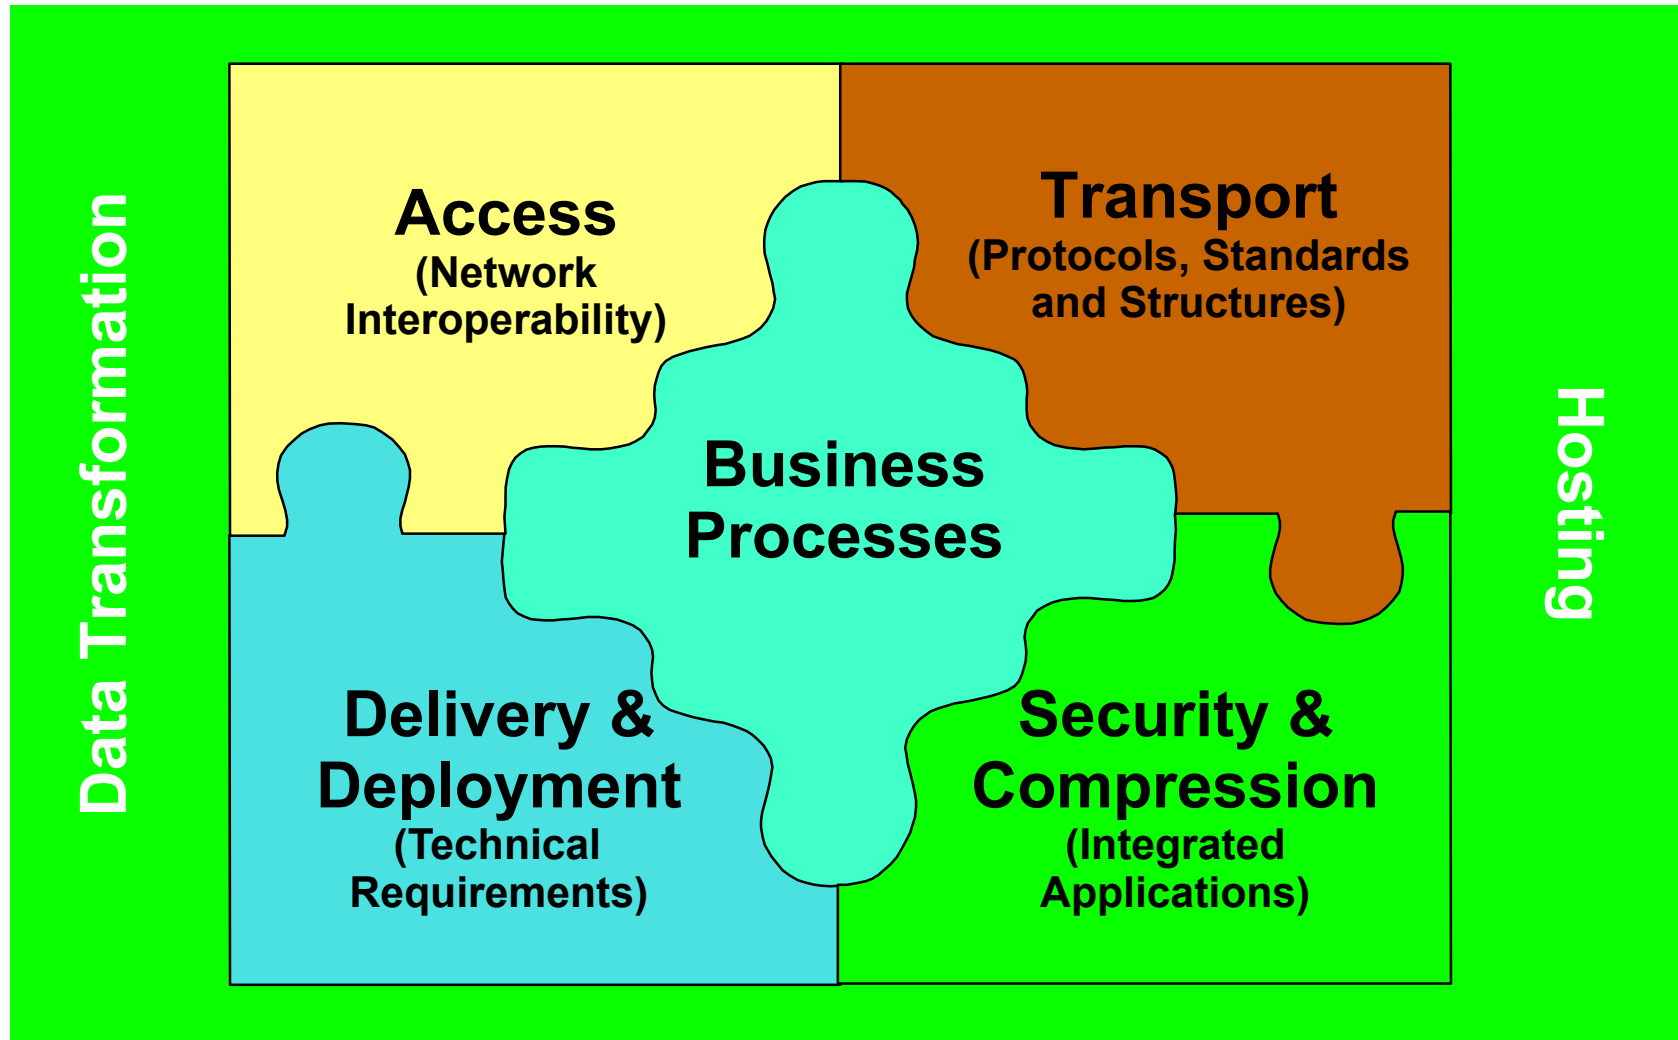 Data Transformation
Access
(Network
Interoperability)
Transport
(Protocols, Standards
and Structures)
Business
Processes
Delivery &
Deployment
(Technical
Requirements)
Security &
Compression
(Integrated
Applications)
Hosting